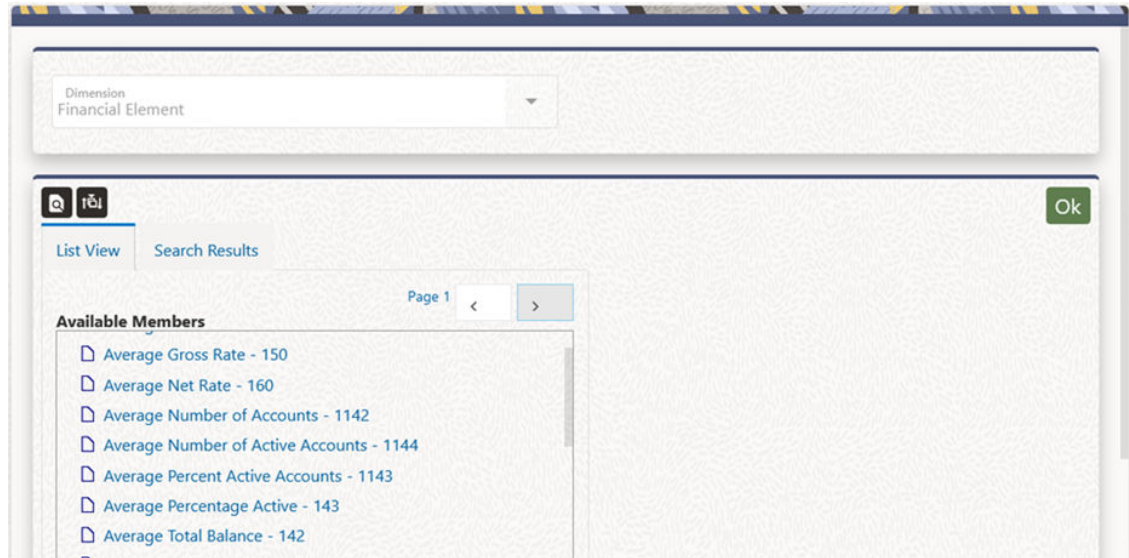 Dimension
Financial Element
Ok
List View
Search Results
Page 1
Available Members
Average Gross Rate - 150
Average Net Rate - 160
Average Number of Accounts - 1142
Average Number of Active Accounts - 1144
Average Percent Active Accounts - 1143
Average Percentage Active - 143
Average Total Balance - 142